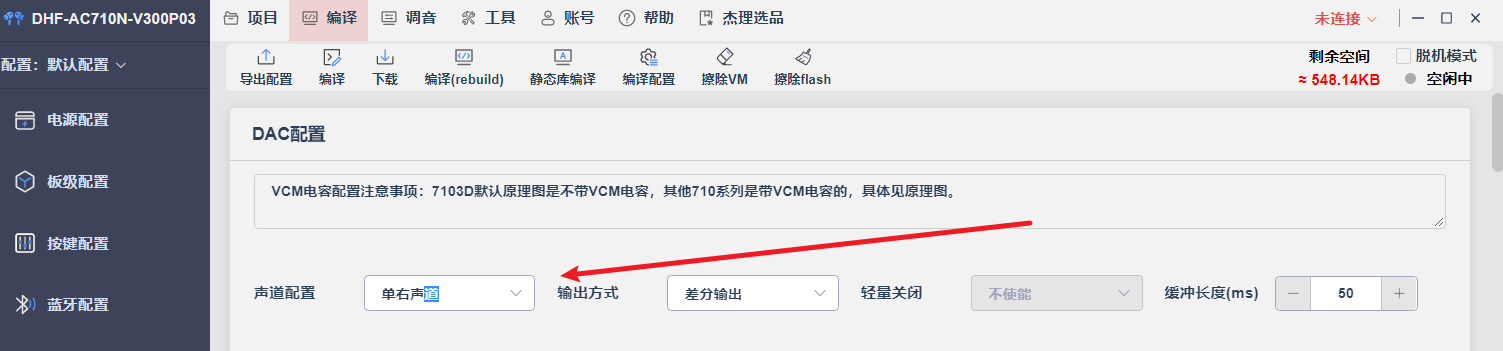 DHF-AC710N-V300P03 项目 编译 调音 工具 账号 帮助 杰理选品 未连接
配置：默认配置
导出配置 编译 下载 编译(rebuild) 静态库编译 编译配置 擦除VM 擦除flash
剩余空间 脱机模式
≈ 548.14KB 空闲中
电源配置
板级配置
按键配置
蓝牙配置
DAC配置
VCM电容配置注意事项：7103D默认原理图是不带VCM电容，其他710系列是带VCM电容的，具体见原理图。
声道配置 单右声道 输出方式 差分输出 轻量关闭 不使能 缓冲长度(ms) 50